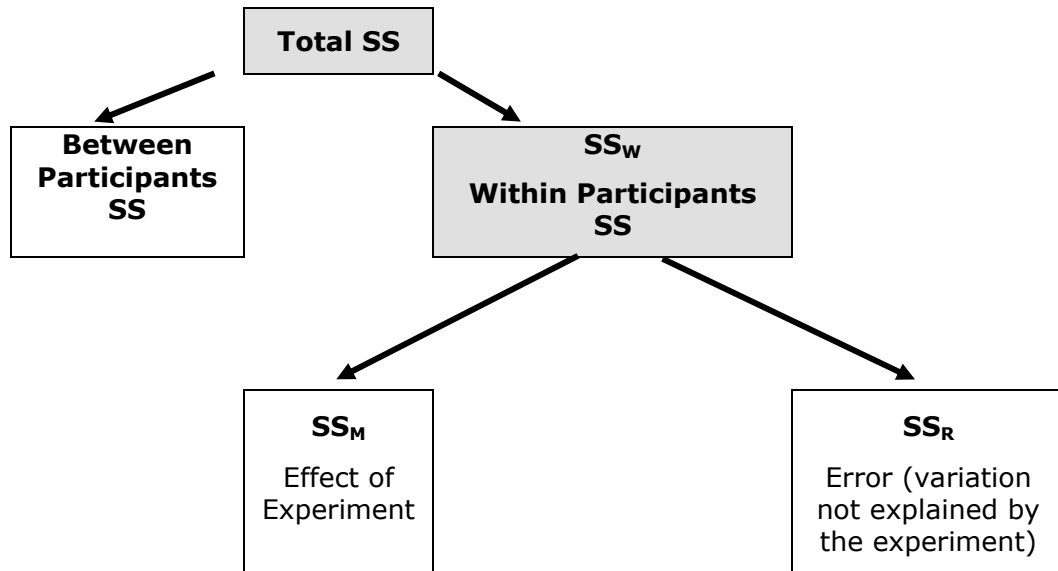 Total SS
Between
Participants
SS
SSW
Within Participants
SS
SSM
Effect of
Experiment
SSR
Error (variation
not explained by
the experiment)